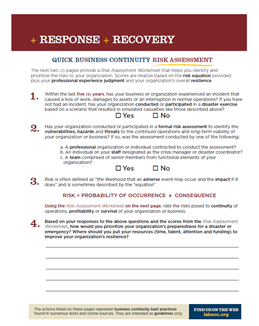 + RESPONSE + RECOVERY
QUICK BUSINESS CONTINUITY RISK ASSESSMENT
The next two (2) pages provide a Risk Assessment Worksheet that helps you identify and
prioritize the risks to your organization. Scores are relative based on the risk equation provided
plus your professional experience judgment and your organization's overall resilience.
1. Within the last five (5) years, has your business or organization experienced an incident that
caused a loss of work, damages to assets or an interruption in normal operations? If you have
not had an incident, has your organization conducted or participated in a disaster exercise
based on a scenario resulting in simulated casualties like those described above?
☐ Yes ☐ No
2. Has your organization conducted or participated in a formal risk assessment to identify the
vulnerabilities, hazards and threats to the continued operations and long-term viability of
your organization or business? If so, was the assessment conducted by one of the following:
a. A professional organization or individual contracted to conduct the assessment?
b. An individual on your staff designated as the crisis manager or disaster coordinator?
c. A team comprised of senior members from functional elements of your
organization?
☐ Yes ☐ No
3. Risk is often defined as "the likelihood that an adverse event may occur and the impact if it
does" and is sometimes described by the "equation":
RISK = PROBABILITY OF OCCURRENCE x CONSEQUENCE
Using the Risk Assessment Worksheet on the next page, rate the risks posed to continuity of
operations, profitability or survival of your organization or business.
4. Based on your responses to the above questions and the scores from the Risk Assessment
Worksheet, how would you prioritize your organization's preparedness for a disaster or
emergency? Where should you put your resources (time, talent, attention and funding) to
improve your organization's resilience?
The actions listed on these pages represent business continuity best practices
found in numerous texts and online sources. They are intended as guidelines only.
FIND US ON THE WEB
labeoc.org